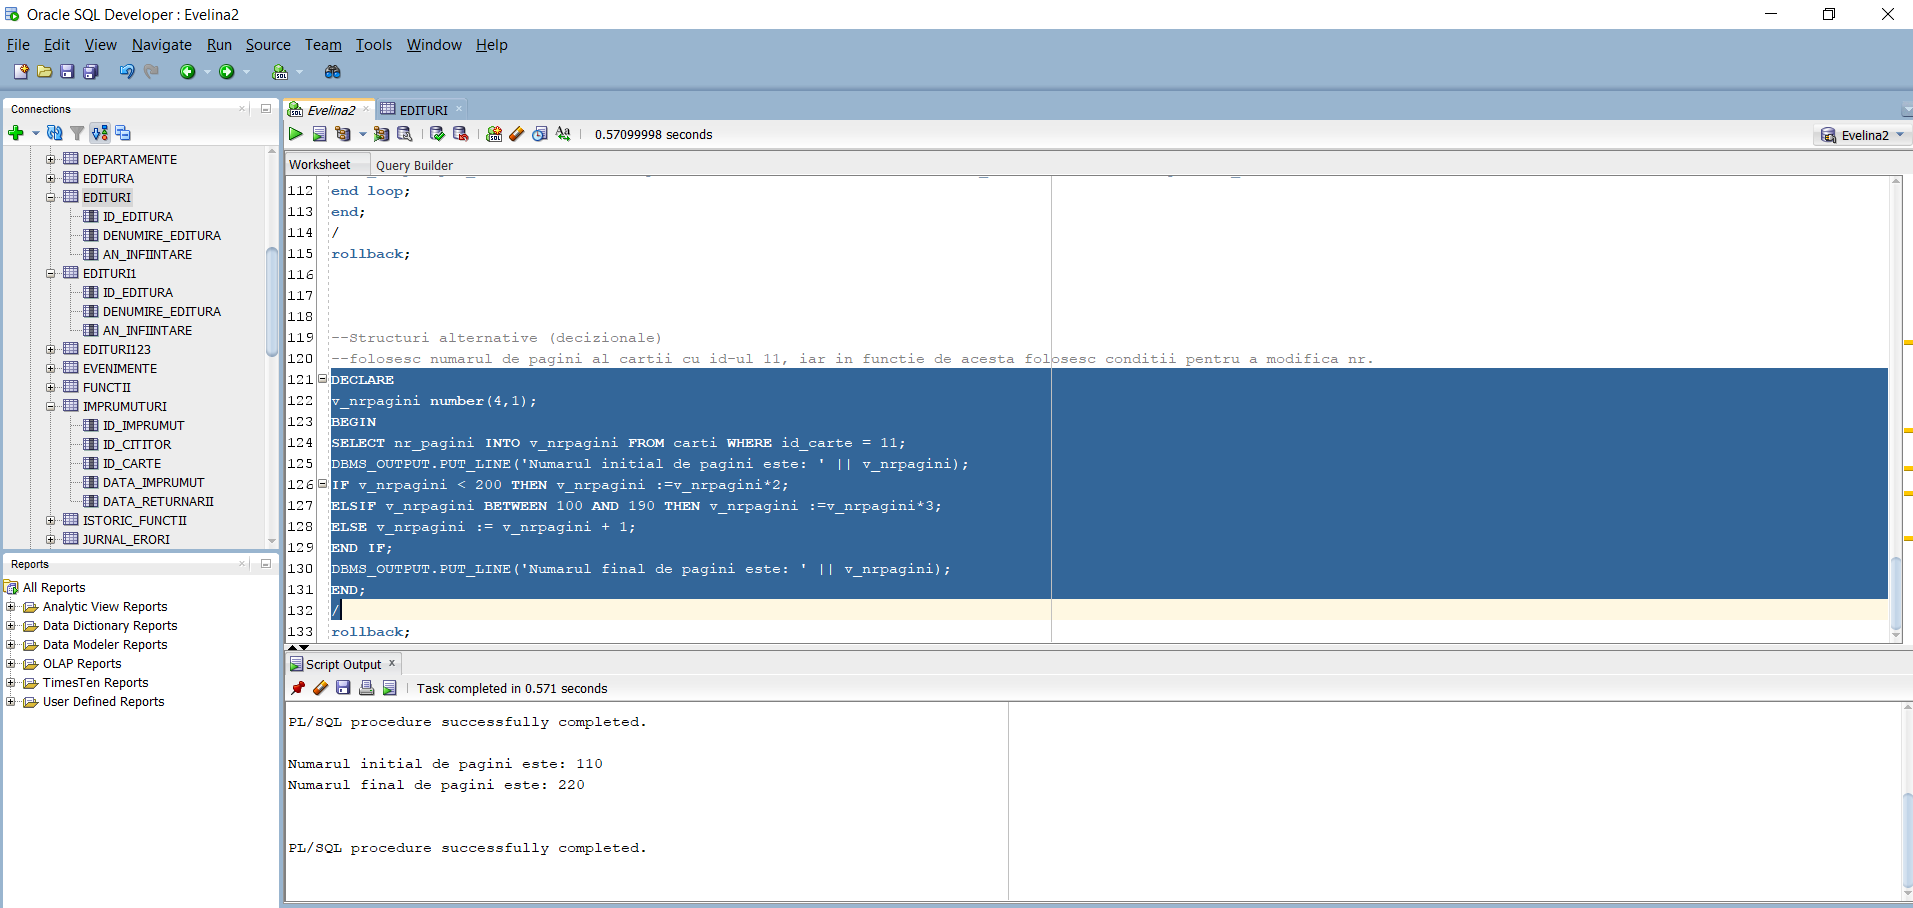 Oracle SQL Developer : Evelina2
File Edit View Navigate Run Source Team Tools Window Help
Connections
DEPARTAMENTE
EDITURA
EDITURI
ID_EDITURA
DENUMIRE_EDITURA
AN_INFIINTARE
EDITURI1
ID_EDITURA
DENUMIRE_EDITURA
AN_INFIINTARE
EDITURI123
EVENIMENTE
FUNCTII
IMPRUMUTURI
ID_IMPRUMUT
ID_CITITOR
ID_CARTE
DATA_IMPRUMUT
DATA_RETURNARII
ISTORIC_FUNCTII
JURNAL_ERORI
Reports
All Reports
Analytic View Reports
Data Dictionary Reports
Data Modeler Reports
OLAP Reports
TimesTen Reports
User Defined Reports
Evelina2 EDITURI
0.57099998 seconds
Evelina2
Worksheet Query Builder
112 end loop;
113 end;
114 /
115 rollback;
116
117
118
119 --Structuri alternative (decizionale)
120 --folosesc numarul de pagini al cartii cu id-ul 11, iar in functie de acesta folosesc conditii pentru a modifica nr.
121 DECLARE
122 v_nrpagini number(4,1);
123 BEGIN
124 SELECT nr_pagini INTO v_nrpagini FROM carti WHERE id_carte = 11;
125 DBMS_OUTPUT.PUT_LINE('Numarul initial de pagini este: ' || v_nrpagini);
126 IF v_nrpagini < 200 THEN v_nrpagini :=v_nrpagini*2;
127 ELSIF v_nrpagini BETWEEN 100 AND 190 THEN v_nrpagini :=v_nrpagini*3;
128 ELSE v_nrpagini := v_nrpagini + 1;
129 END IF;
130 DBMS_OUTPUT.PUT_LINE('Numarul final de pagini este: ' || v_nrpagini);
131 END;
132 /
133 rollback;
Script Output
Task completed in 0.571 seconds
PL/SQL procedure successfully completed.
Numarul initial de pagini este: 110
Numarul final de pagini este: 220
PL/SQL procedure successfully completed.